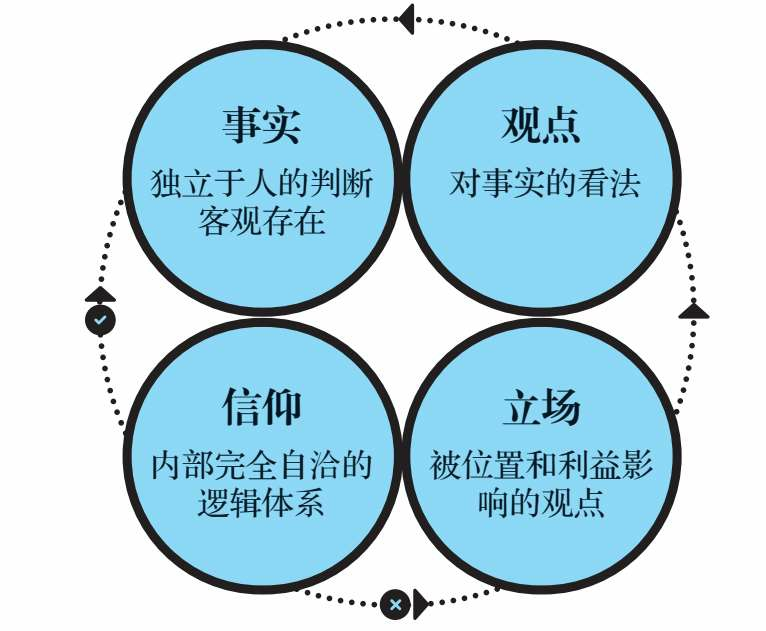 事实
独立于人的判断
客观存在
观点
对事实的看法
信仰
内部完全自洽的
逻辑体系
立场
被位置和利益影
响的观点